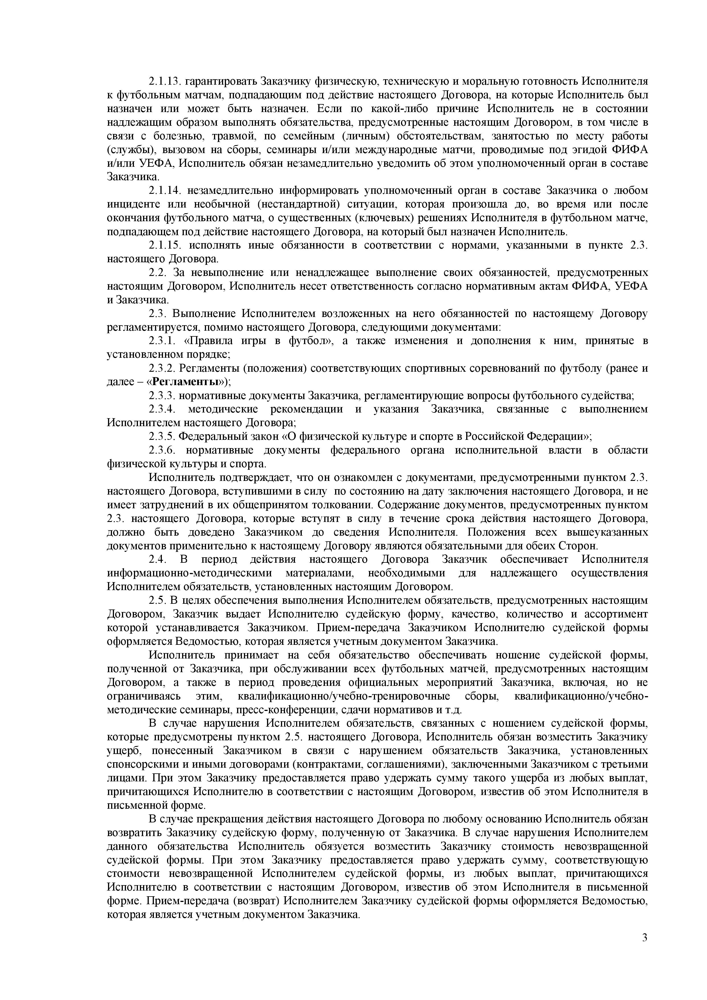 2.1.13. гарантировать Заказчику физическую, техническую и моральную готовность Исполнителя
к футбольным матчам, подпадающим под действие настоящего Договора, на которые Исполнитель был
назначен или может быть назначен. Если по какой-либо причине Исполнитель не в состоянии
надлежащим образом выполнять обязательства, предусмотренные настоящим Договором, в том числе в
связи с болезнью, травмой, по семейным (личным) обстоятельствам, занятостью по месту работы
(службы), вызовом на сборы, семинары и/или международные матчи, проводимые под эгидой ФИФА
и/или УЕФА, Исполнитель обязан незамедлительно уведомить об этом уполномоченный орган в составе
Заказчика.
2.1.14. незамедлительно информировать уполномоченный орган в составе Заказчика о любом
инциденте или необычной (нестандартной) ситуации, которая произошла до, во время или после
окончания футбольного матча, о существенных (ключевых) решениях Исполнителя в футбольном матче,
подпадающем под действие настоящего Договора, на который был назначен Исполнитель.
2.1.15. исполнять иные обязанности в соответствии с нормами, указанными в пункте 2.3.
настоящего Договора.
2.2. За невыполнение или ненадлежащее выполнение своих обязанностей, предусмотренных
настоящим Договором, Исполнитель несет ответственность согласно нормативным актам ФИФА, УЕФА
и Заказчика.
2.3. Выполнение Исполнителем возложенных на него обязанностей по настоящему Договору
регламентируется, помимо настоящего Договора, следующими документами:
2.3.1. «Правила игры в футбол», а также изменения и дополнения к ним, принятые в
установленном порядке;
2.3.2. Регламенты (положения) соответствующих спортивных соревнований по футболу (ранее и
далее – «Регламенты»);
2.3.3. нормативные документы Заказчика, регламентирующие вопросы футбольного судейства;
2.3.4. методические рекомендации и указания Заказчика, связанные с выполнением
Исполнителем настоящего Договора;
2.3.5. Федеральный закон «О физической культуре и спорте в Российской Федерации»;
2.3.6. нормативные документы федерального органа исполнительной власти в области
физической культуры и спорта.
Исполнитель подтверждает, что он ознакомлен с документами, предусмотренными пунктом 2.3.
настоящего Договора, вступившими в силу по состоянию на дату заключения настоящего Договора, и не
имеет затруднений в их общепринятом толковании. Содержание документов, предусмотренных пунктом
2.3. настоящего Договора, которые вступят в силу в течение срока действия настоящего Договора,
должно быть доведено Заказчиком до сведения Исполнителя. Положения всех вышеуказанных
документов применительно к настоящему Договору являются обязательными для обеих Сторон.
2.4. В период действия настоящего Договора Заказчик обеспечивает Исполнителя
информационно-методическими материалами, необходимыми для надлежащего осуществления
Исполнителем обязательств, установленных настоящим Договором.
2.5. В целях обеспечения выполнения Исполнителем обязательств, предусмотренных настоящим
Договором, Заказчик выдает Исполнителю судейскую форму, качество, количество и ассортимент
которой устанавливается Заказчиком. Прием-передача Заказчиком Исполнителю судейской формы
оформляется Ведомостью, которая является учетным документом Заказчика.
Исполнитель принимает на себя обязательство обеспечивать ношение судейской формы,
полученной от Заказчика, при обслуживании всех футбольных матчей, предусмотренных настоящим
Договором, а также в период проведения официальных мероприятий Заказчика, включая, но не
ограничиваясь этим, квалификационно/учебно-тренировочные сборы, квалификационно/учебно-
методические семинары, пресс-конференции, сдачи нормативов и т.д.
В случае нарушения Исполнителем обязательств, связанных с ношением судейской формы,
которые предусмотрены пунктом 2.5. настоящего Договора, Исполнитель обязан возместить Заказчику
ущерб, понесенный Заказчиком в связи с нарушением обязательств Заказчика, установленных
спонсорскими и иными договорами (контрактами, соглашениями), заключенными Заказчиком с третьими
лицами. При этом Заказчику предоставляется право удержать сумму такого ущерба из любых выплат,
причитающихся Исполнителю в соответствии с настоящим Договором, известив об этом Исполнителя в
письменной форме.
В случае прекращения действия настоящего Договора по любому основанию Исполнитель обязан
возвратить Заказчику судейскую форму, полученную от Заказчика. В случае нарушения Исполнителем
данного обязательства Исполнитель обязуется возместить Заказчику стоимость невозвращенной
судейской формы. При этом Заказчику предоставляется право удержать сумму, соответствующую
стоимости невозвращенной Исполнителем судейской формы, из любых выплат, причитающихся
Исполнителю в соответствии с настоящим Договором, известив об этом Исполнителя в письменной
форме. Прием-передача (возврат) Исполнителем Заказчику судейской формы оформляется Ведомостью,
которая является учетным документом Заказчика.
3